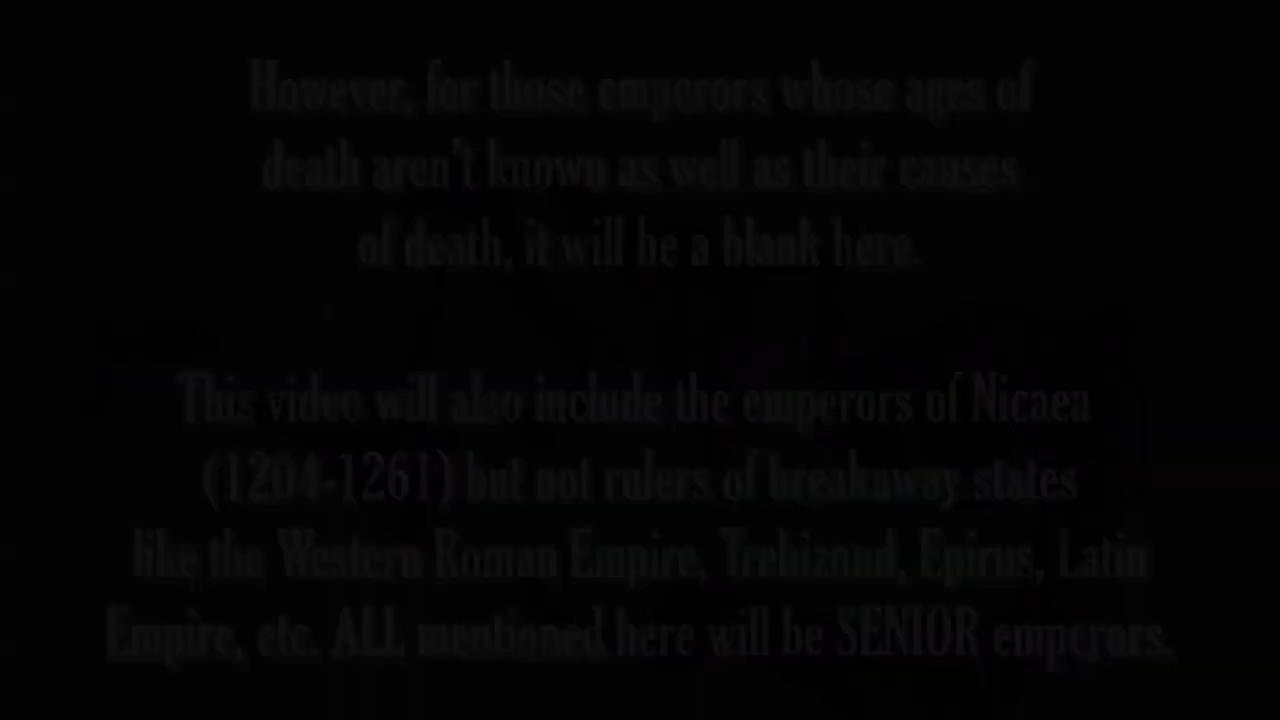 However, for those emperors whose ages of
death aren't known as well as their causes
of death, it will be a blank here.
This video will also include the emperors of Nicaea
(1204-1261) but not rulers of breakaway states
like the Western Roman Empire, Trebizond, Epirus, Latin
Empire, etc. ALL mentioned here will be SENIOR emperors.